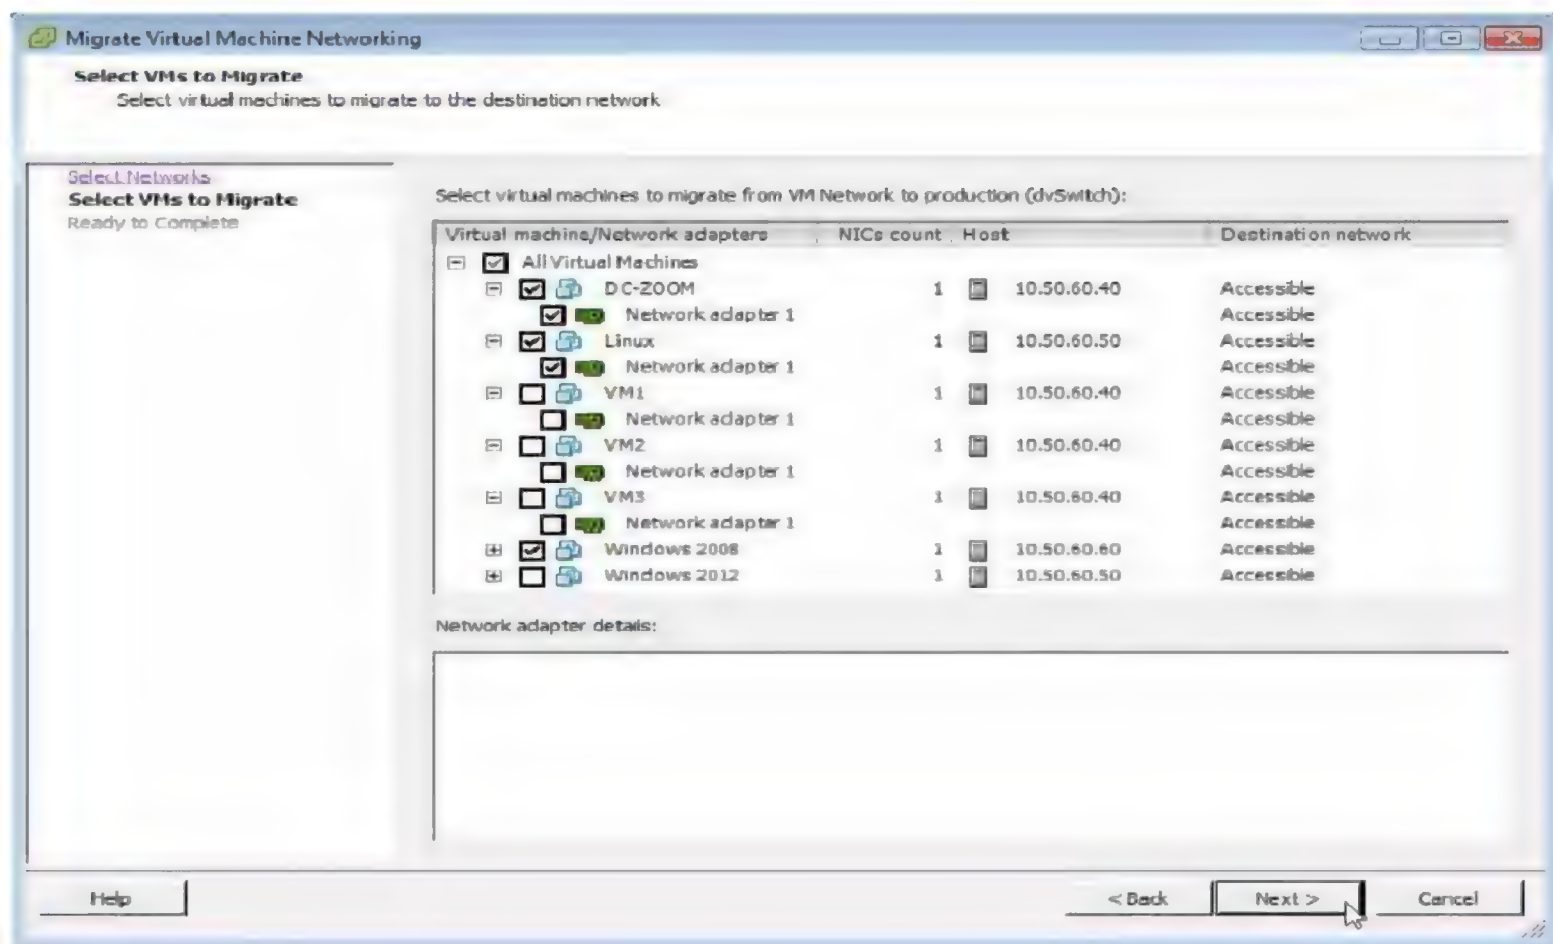 Migrate Virtual Machine Networking
Select VMs to Migrate
Select virtual machines to migrate to the destination network
Select Networks
Select VMs to Migrate
Ready to Complete
Select virtual machines to migrate from VM Network to production (dvSwitch):
Virtual machine/Network adapters NICs count Host Destination network
All Virtual Machines
DC-ZOOM 1 10.50.60.40 Accessible
Network adapter 1 Accessible
Linux 1 10.50.60.50 Accessible
Network adapter 1 Accessible
VM1 1 10.50.60.40 Accessible
Network adapter 1 Accessible
VM2 1 10.50.60.40 Accessible
Network adapter 1 Accessible
VM3 1 10.50.60.40 Accessible
Network adapter 1 Accessible
Windows 2008 1 10.50.60.60 Accessible
Windows 2012 1 10.50.60.50 Accessible
Network adapter details:
Help < Back Next > Cancel